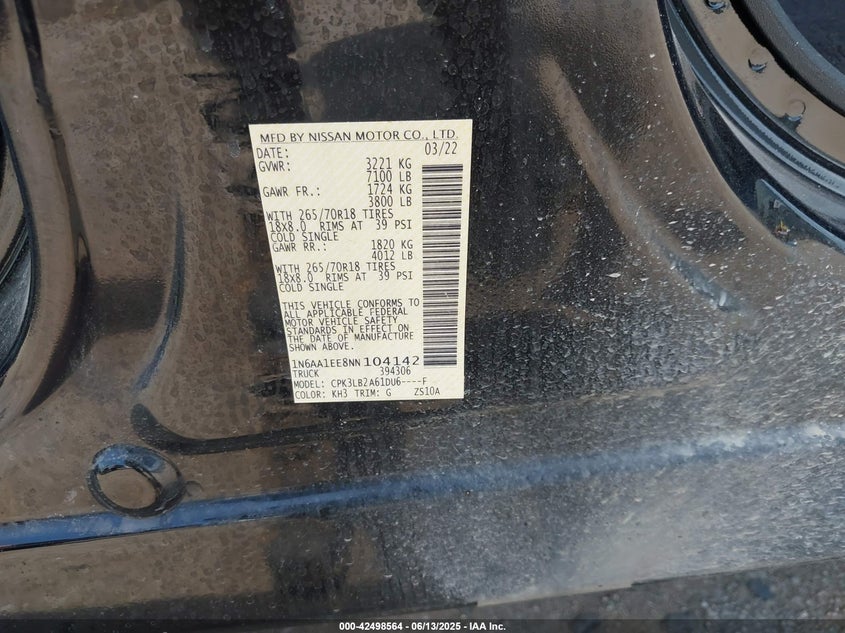 MFD BY NISSAN MOTOR CO., LTD.
DATE: 03/22
GVWR: 3221 KG
7100 LB
GAWR FR.: 1724 KG
3800 LB
WITH 265/70R18 TIRES
18X8.0 RIMS AT 39 PSI
COLD SINGLE
GAWR RR.: 1820 KG
4012 LB
WITH 265/70R18 TIRES
18X8.0 RIMS AT 39 PSI
COLD SINGLE
THIS VEHICLE CONFORMS TO
ALL APPLICABLE FEDERAL
MOTOR VEHICLE SAFETY
STANDARDS IN EFFECT ON
THE DATE OF MANUFACTURE
SHOWN ABOVE.
1N6AA1EE8NN104142
TRUCK 394306
MODEL: CPK3LB2A61DU6----F
COLOR: KH3 TRIM: G ZS10A
000-42498564 - 06/13/2025 - IAA Inc.